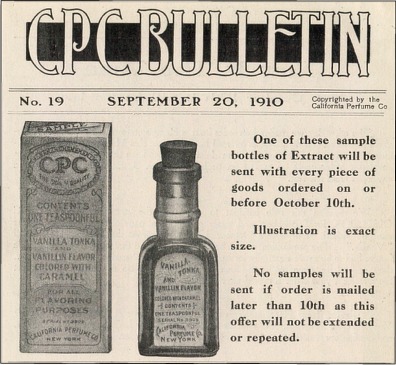 CPC BULLETIN
No. 19
SEPTEMBER 20, 1910
Copyrighted by the
California Perfume Co
SAMPLE
CPC
CONTENTS
ONE TEASPOONFUL
VANILLA TONKA
AND
VANILLIN FLAVOR
COLORED WITH
CARAMEL
FOR ALL
FLAVORING
PURPOSES
CALIFORNIA PERFUME CO
NEW YORK
VANILLA,
TONKA,
AND
VANILLIN FLAVOR
COLORED WITH CARAMEL
CONTENTS
ONE TEASPOONFUL
CALIFORNIA
PERFUME CO.
NEW YORK
One of these sample
bottles of Extract will be
sent with every piece of
goods ordered on or
before October 10th.
Illustration is exact
size.
No samples will be
sent if order is mailed
later than 10th as this
offer will not be extended
or repeated.